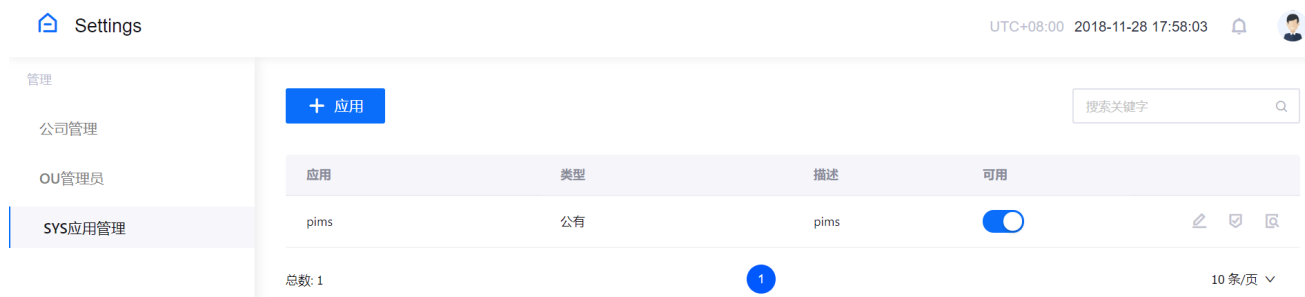 Settings
UTC+08:00 2018-11-28 17:58:03
管理
公司管理
OU管理员
SYS应用管理
+ 应用
搜索关键字
应用 类型 描述 可用
pims 公有 pims
总数: 1
1
10 条/页